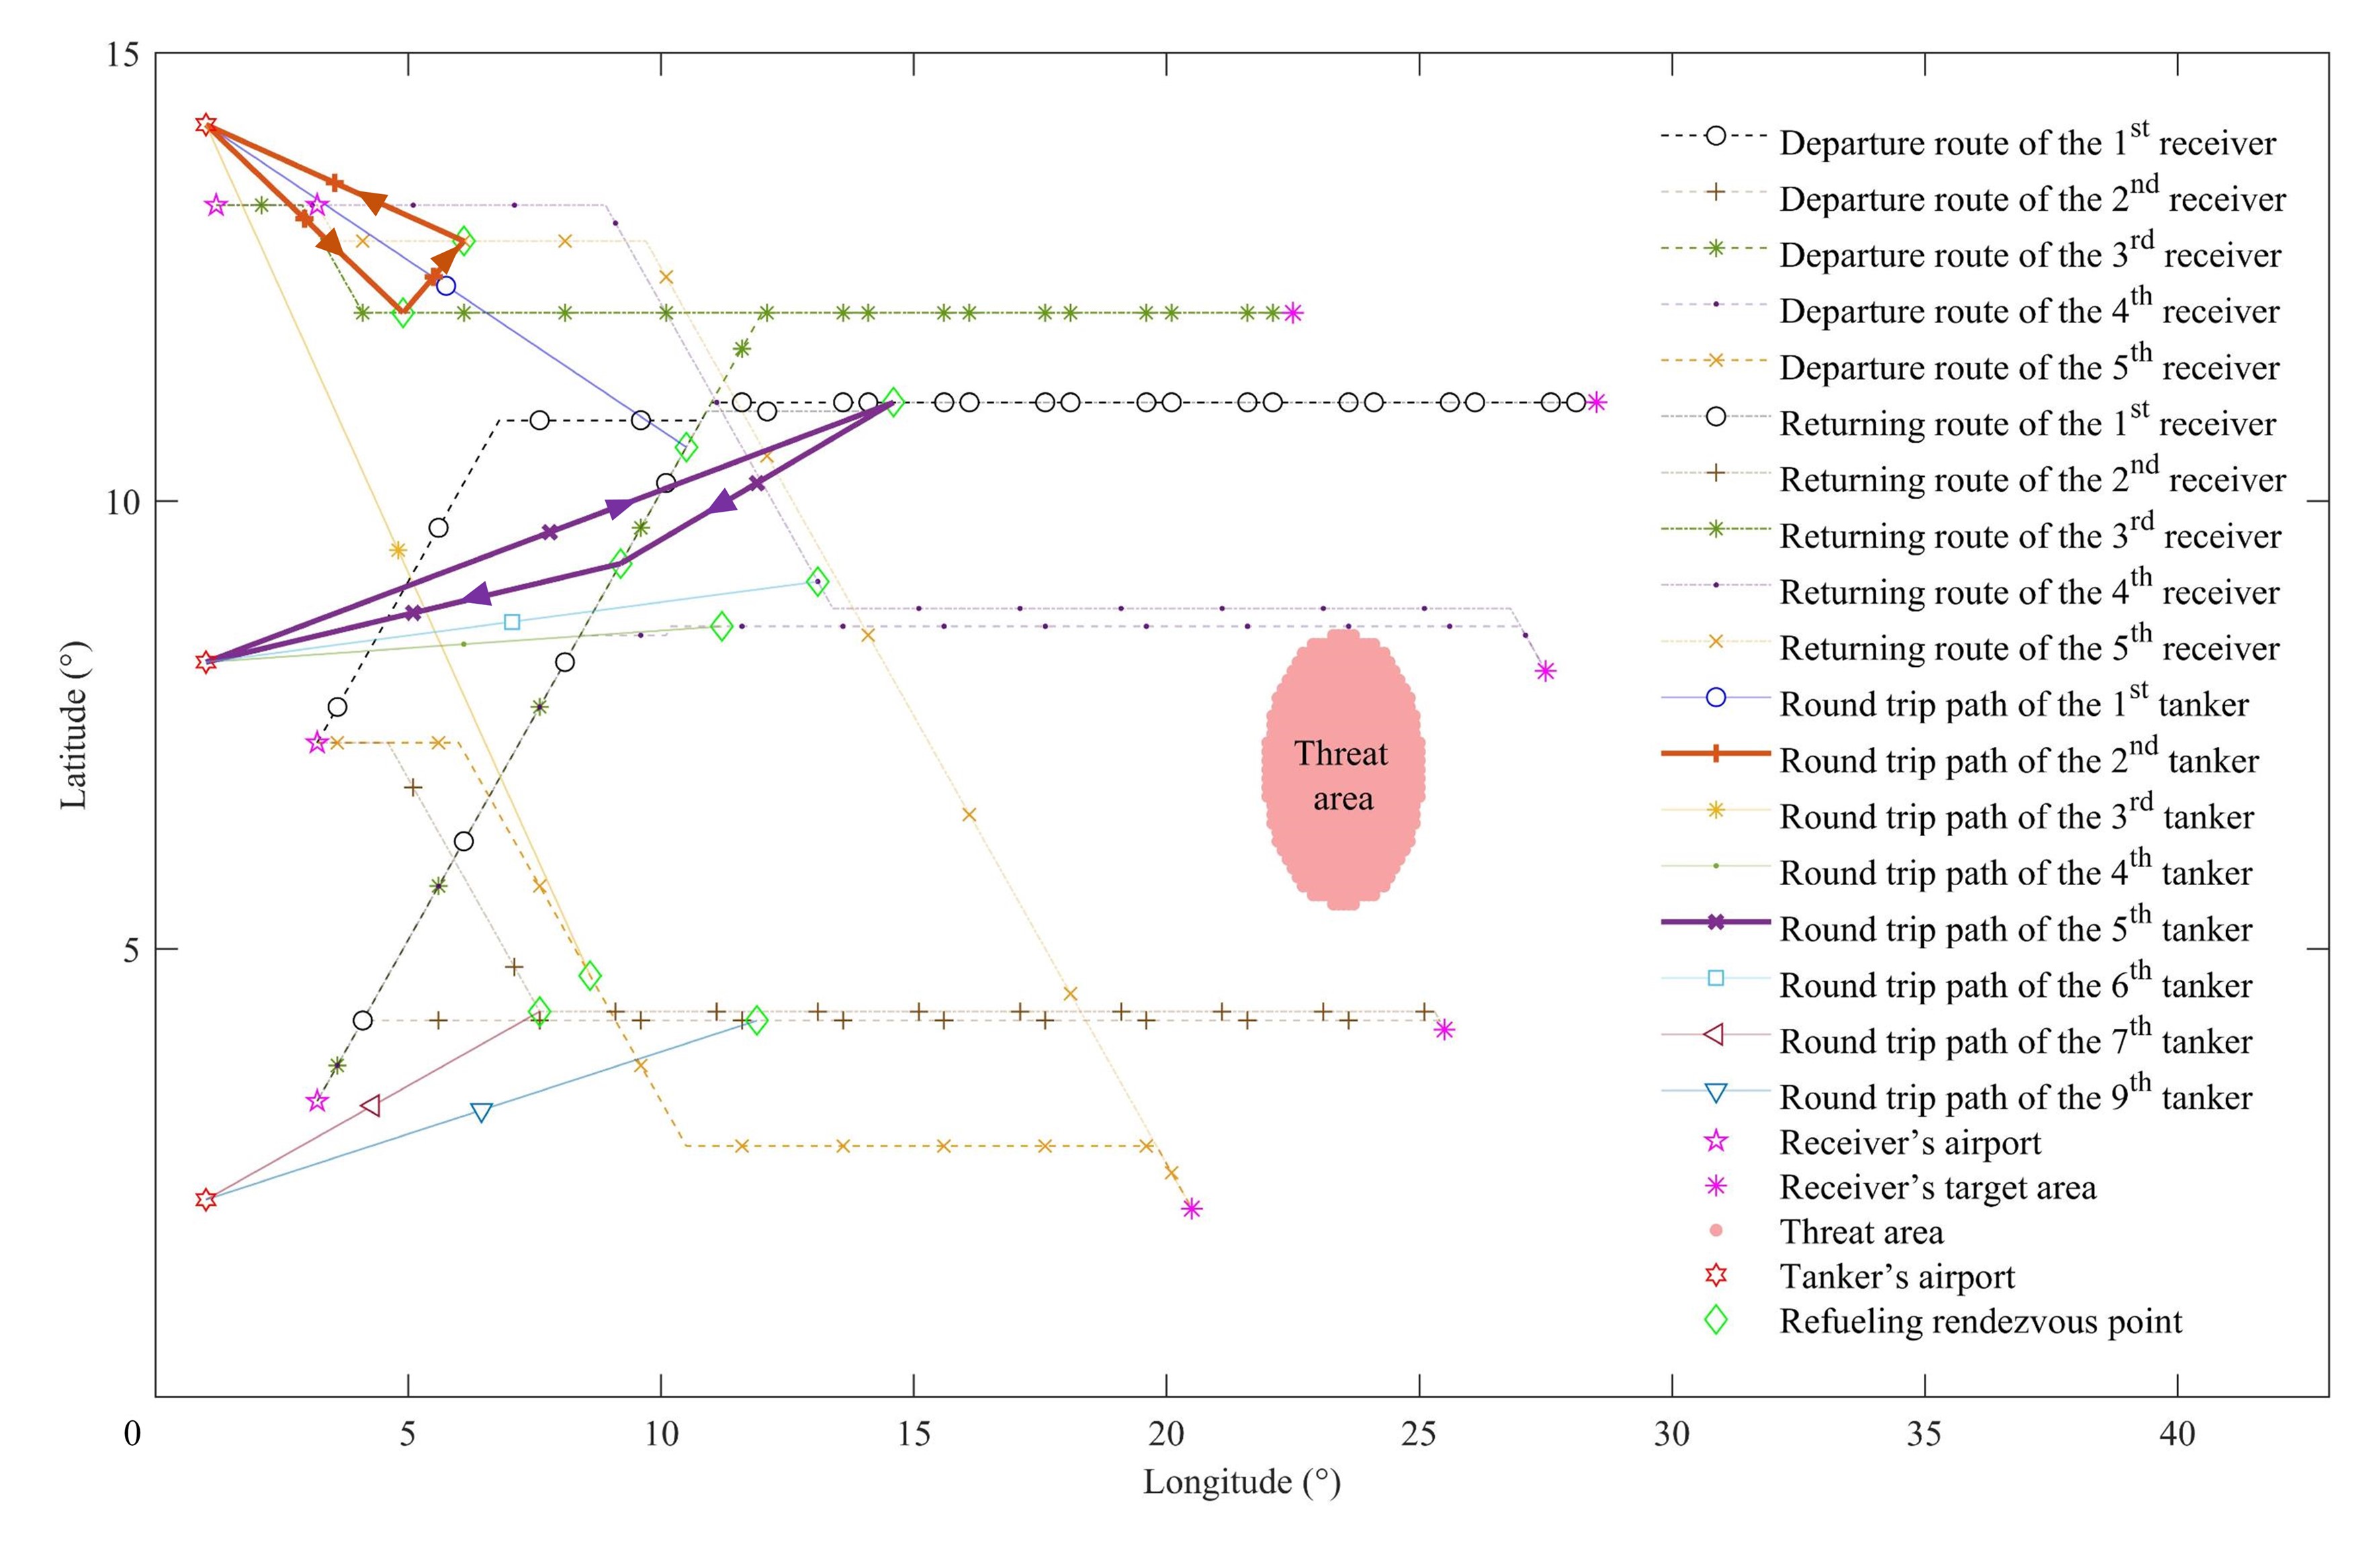 15
10
5
0
5
10
15
20
25
30
35
40
Latitude (°)
Longitude (°)
Threat
area
Departure route of the 1st receiver
Departure route of the 2nd receiver
Departure route of the 3rd receiver
Departure route of the 4th receiver
Departure route of the 5th receiver
Returning route of the 1st receiver
Returning route of the 2nd receiver
Returning route of the 3rd receiver
Returning route of the 4th receiver
Returning route of the 5th receiver
Round trip path of the 1st tanker
Round trip path of the 2nd tanker
Round trip path of the 3rd tanker
Round trip path of the 4th tanker
Round trip path of the 5th tanker
Round trip path of the 6th tanker
Round trip path of the 7th tanker
Round trip path of the 9th tanker
Receiver’s airport
Receiver’s target area
Threat area
Tanker’s airport
Refueling rendezvous point